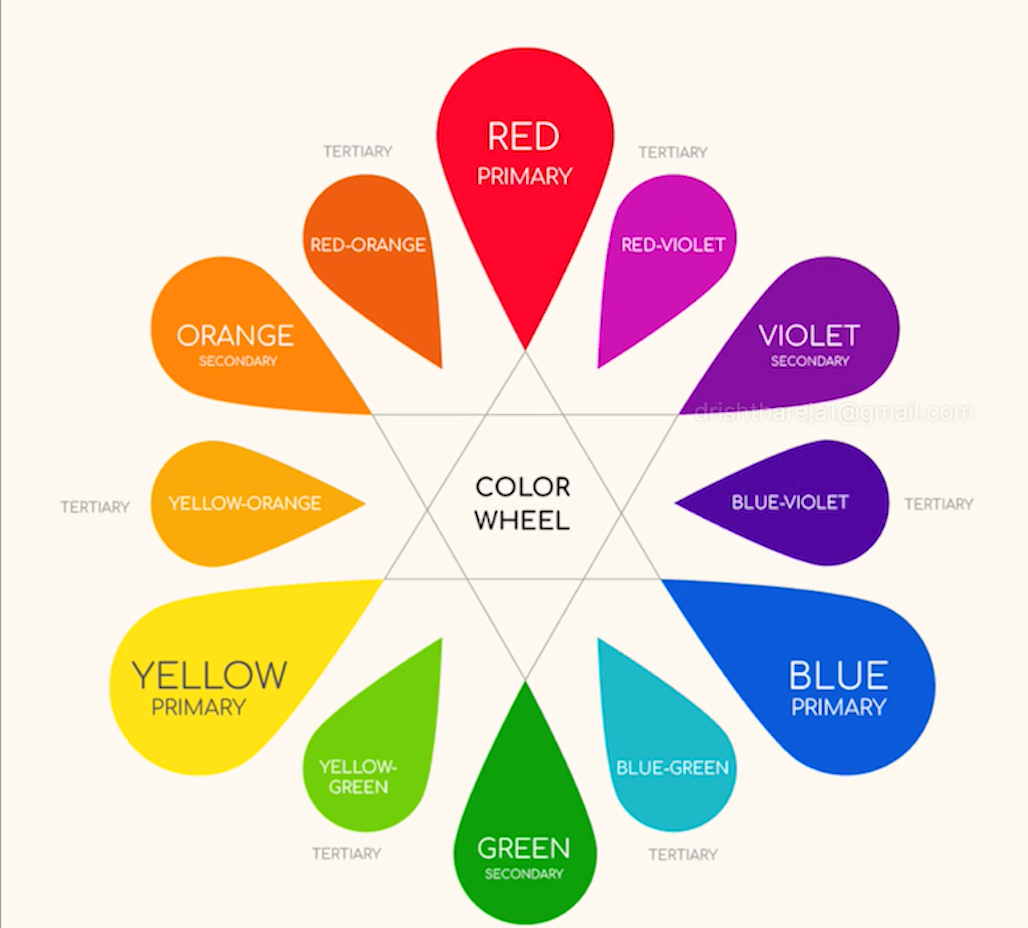 RED
PRIMARY
TERTIARY
TERTIARY
RED-ORANGE
RED-VIOLET
ORANGE
SECONDARY
VIOLET
SECONDARY
drishthareja1@gmail.com
COLOR
WHEEL
TERTIARY
YELLOW-ORANGE
BLUE-VIOLET
TERTIARY
YELLOW
PRIMARY
BLUE
PRIMARY
YELLOW-
GREEN
BLUE-GREEN
TERTIARY
GREEN
SECONDARY
TERTIARY